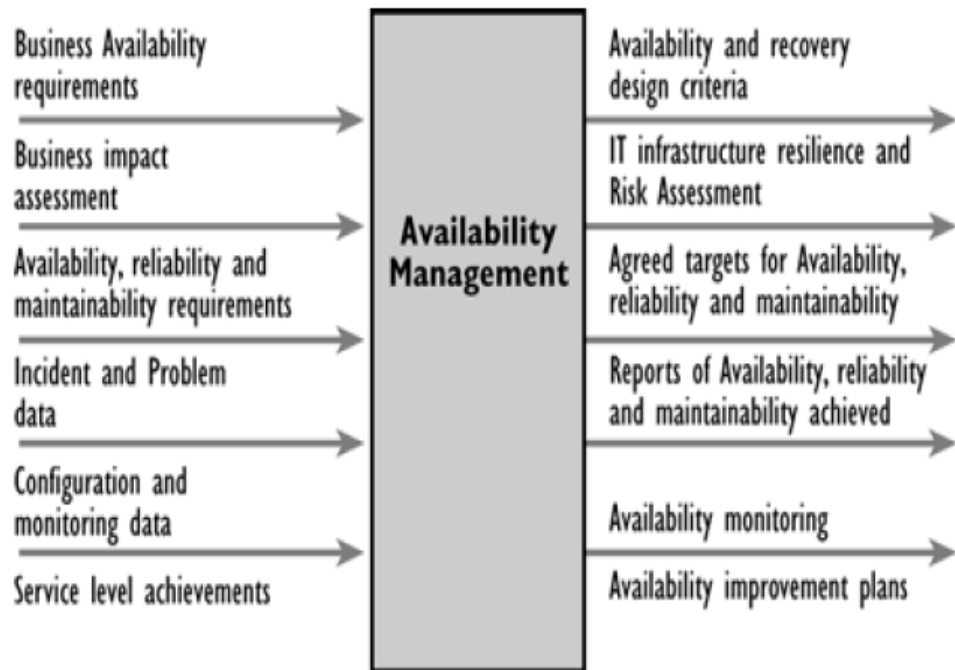 Business Availability
requirements
Business impact
assessment
Availability, reliability and
maintainability requirements
Incident and Problem
data
Configuration and
monitoring data
Service level achievements
Availability
Management
Availability and recovery
design criteria
IT infrastructure resilience and
Risk Assessment
Agreed targets for Availability,
reliability and maintainability
Reports of Availability, reliability
and maintainability achieved
Availability monitoring
Availability improvement plans